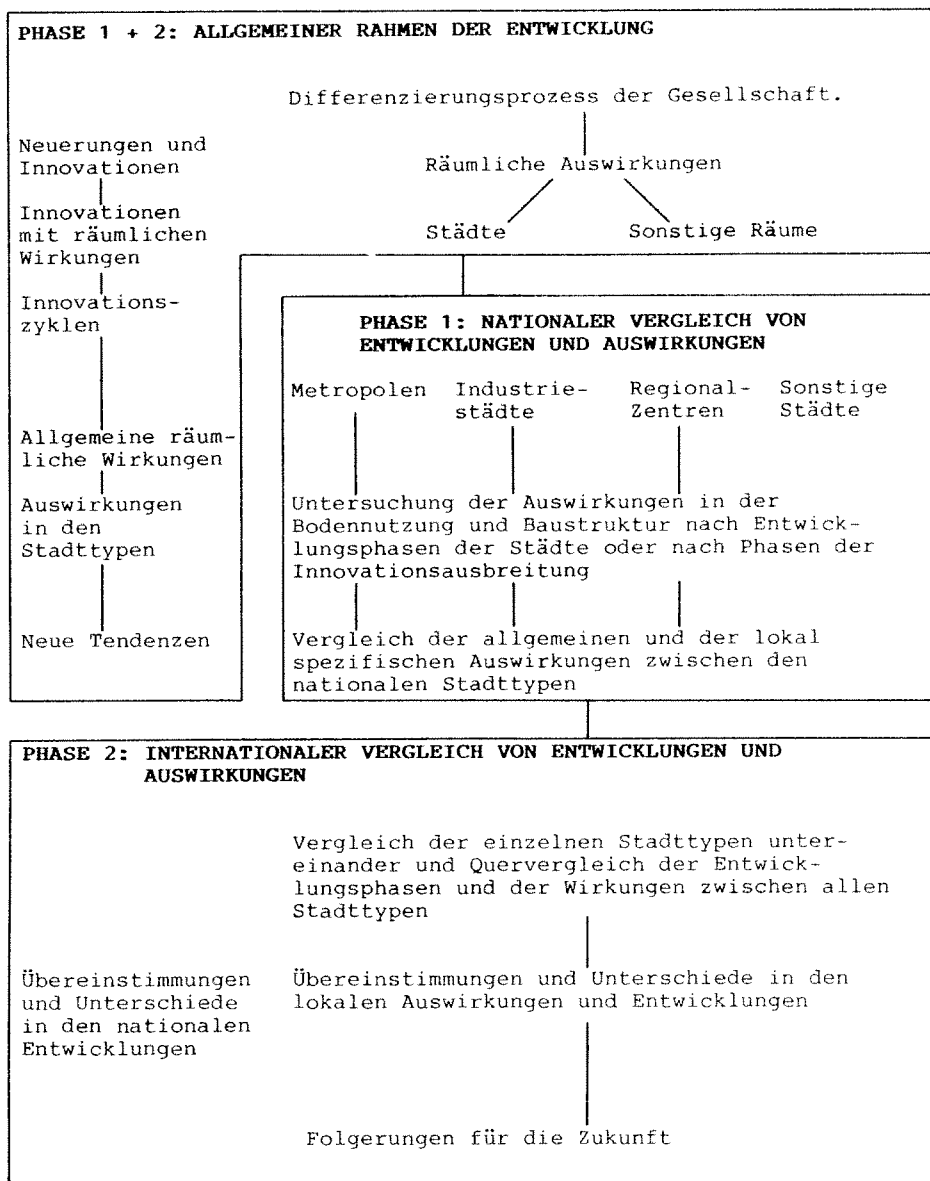 PHASE 1 + 2: ALLGEMEINER RAHMEN DER ENTWICKLUNG
Differenzierungsprozess der Gesellschaft.
Räumliche Auswirkungen
Städte Sonstige Räume
Neuerungen und
Innovationen
Innovationen
mit räumlichen
Wirkungen
Innovations-
zyklen
Allgemeine räum-
liche Wirkungen
Auswirkungen
in den
Stadttypen
Neue Tendenzen
PHASE 1: NATIONALER VERGLEICH VON
ENTWICKLUNGEN UND AUSWIRKUNGEN
Metropolen Industrie- Regional- Sonstige
städte Zentren Städte
Untersuchung der Auswirkungen in der
Bodennutzung und Baustruktur nach Entwick-
lungsphasen der Städte oder nach Phasen der
Innovationsausbreitung
Vergleich der allgemeinen und der lokal
spezifischen Auswirkungen zwischen den
nationalen Stadttypen
PHASE 2: INTERNATIONALER VERGLEICH VON ENTWICKLUNGEN UND
AUSWIRKUNGEN
Vergleich der einzelnen Stadttypen unter-
einander und Quervergleich der Entwick-
lungsphasen und der Wirkungen zwischen allen
Stadttypen
Übereinstimmungen
und Unterschiede
in den nationalen
Entwicklungen
Übereinstimmungen und Unterschiede in den
lokalen Auswirkungen und Entwicklungen
Folgerungen für die Zukunft